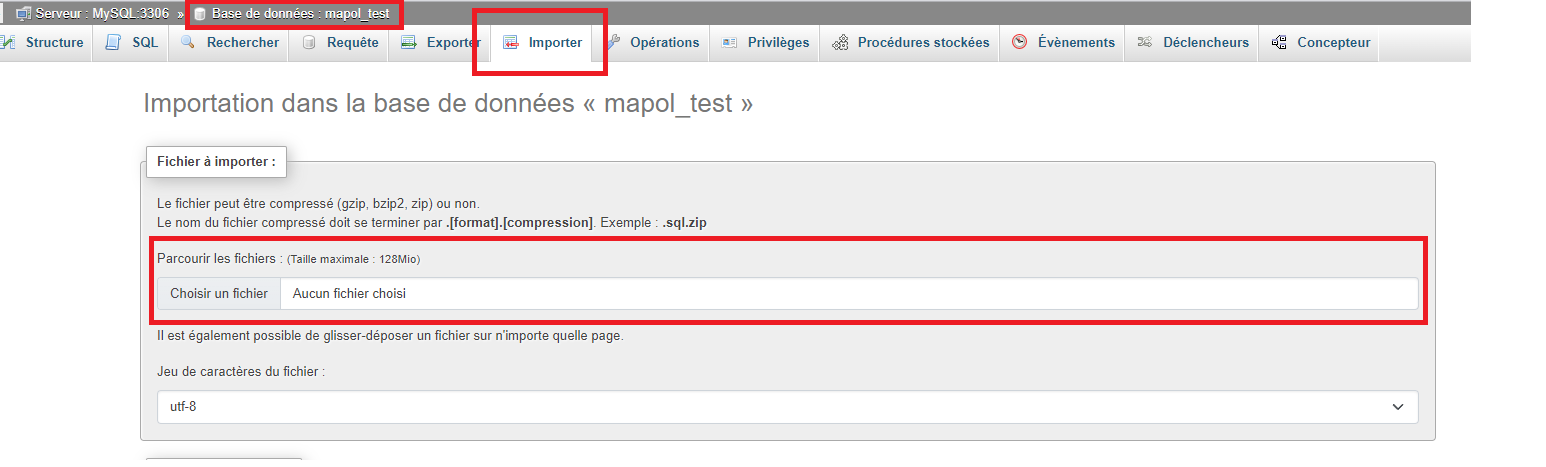 Serveur : MySQL:3306 » Base de données : mapol_test
Structure SQL Rechercher Requête Exporter Importer Opérations Privilèges Procédures stockées Évènements Déclencheurs Concepteur
Importation dans la base de données « mapol_test »
Fichier à importer :
Le fichier peut être compressé (gzip, bzip2, zip) ou non.
Le nom du fichier compressé doit se terminer par .[format].[compression]. Exemple : .sql.zip
Parcourir les fichiers : (Taille maximale : 128Mio)
Choisir un fichier Aucun fichier choisi
Il est également possible de glisser-déposer un fichier sur n'importe quelle page.
Jeu de caractères du fichier :
utf-8